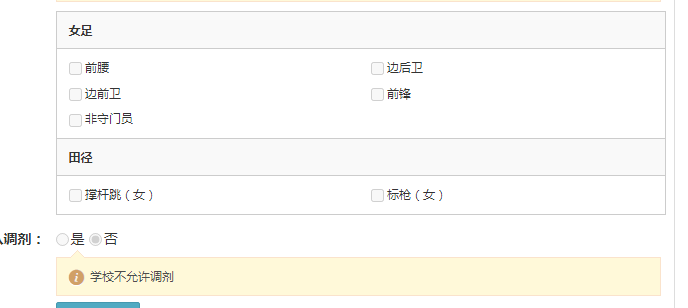 女足
前腰 边后卫
边前卫 前锋
非守门员
田径
撑杆跳（女） 标枪（女）
调剂： 是 否
学校不允许调剂